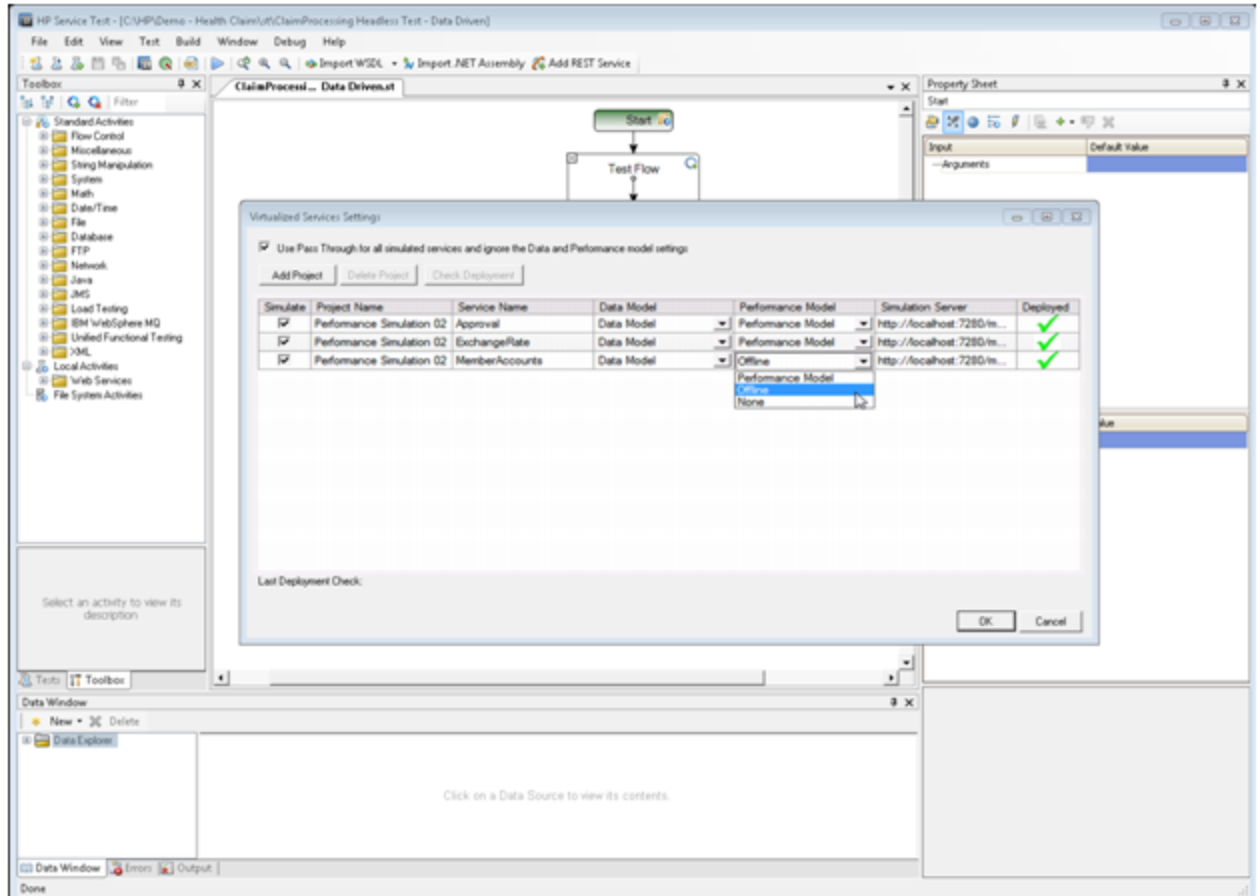 HP Service Test - [C:\HP\Demo - Health Claim\st\ClaimProcessing Headless Test - Data Driven]
File Edit View Test Build Window Debug Help
Import WSDL Import .NET Assembly Add REST Service
Toolbox
ClaimProcessi... Data Driven.st
Property Sheet
Filter
Start
Start
Standard Activities
Flow Control
Miscellaneous
String Manipulation
System
Math
Date/Time
File
Database
FTP
Network
Java
JMS
Load Testing
IBM WebSphere MQ
Unified Functional Testing
XML
Local Activities
Web Services
File System Activities
Input Default Value
Arguments
Test Flow
Virtualized Services Settings
Use Pass Through for all simulated services and ignore the Data and Performance model settings
Add Project Delete Project Check Deployment
Simulate Project Name Service Name Data Model Performance Model Simulation Server Deployed
Performance Simulation 02 Approval Data Model Performance Model http://localhost:7280/m...
Performance Simulation 02 ExchangeRate Data Model Performance Model http://localhost:7280/m...
Performance Simulation 02 MemberAccounts Data Model Offline http://localhost:7280/m...
Performance Model
Offline
None
Last Deployment Check:
OK Cancel
Select an activity to view its
description
Tests Toolbox
Data Window
New Delete
Data Explorer
Click on a Data Source to view its contents.
Data Window Errors Output
Done